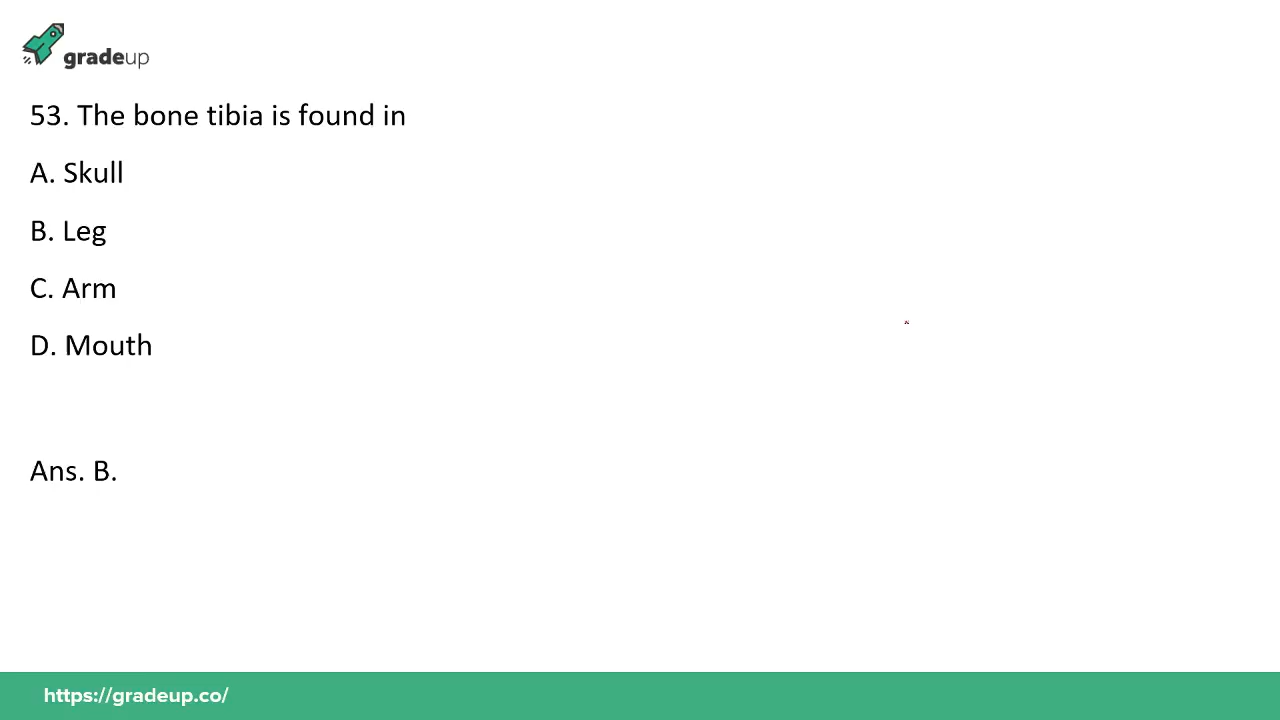 gradeup
53. The bone tibia is found in
A. Skull
B. Leg
C. Arm
D. Mouth
Ans. B.
https://gradeup.co/